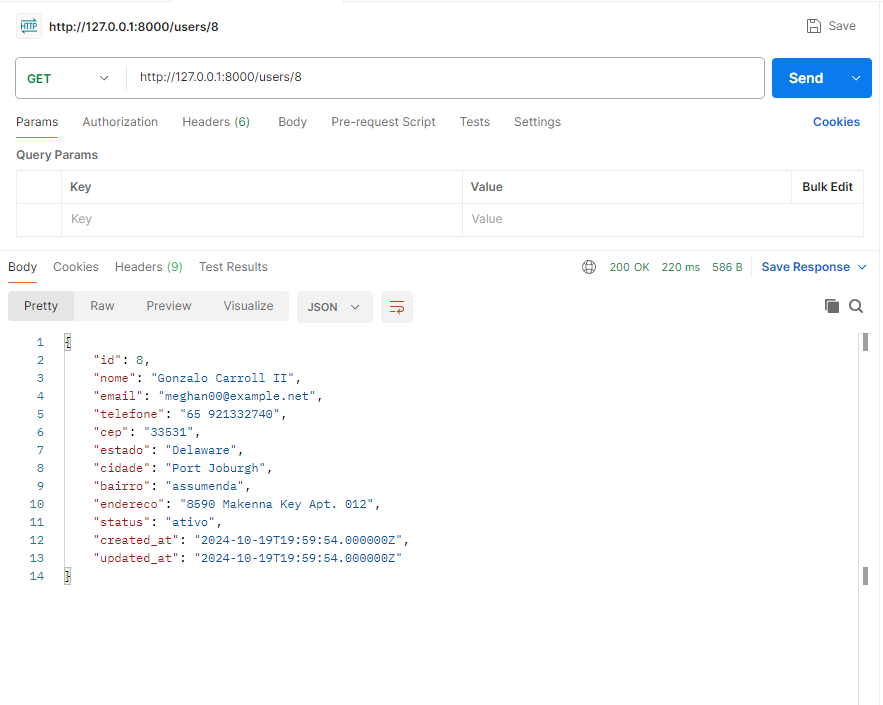 HTTP http://127.0.0.1:8000/users/8 Save
GET http://127.0.0.1:8000/users/8 Send
Params Authorization Headers (6) Body Pre-request Script Tests Settings Cookies
Query Params
Key Value Bulk Edit
Key Value
Body Cookies Headers (9) Test Results 200 OK 220 ms 586 B Save Response
Pretty Raw Preview Visualize JSON
1 {
2 "id": 8,
3 "nome": "Gonzalo Carroll II",
4 "email": "meghan00@example.net",
5 "telefone": "65 921332740",
6 "cep": "33531",
7 "estado": "Delaware",
8 "cidade": "Port Joburgh",
9 "bairro": "assumenda",
10 "endereco": "8590 Makenna Key Apt. 012",
11 "status": "ativo",
12 "created_at": "2024-10-19T19:59:54.000000Z",
13 "updated_at": "2024-10-19T19:59:54.000000Z"
14 }